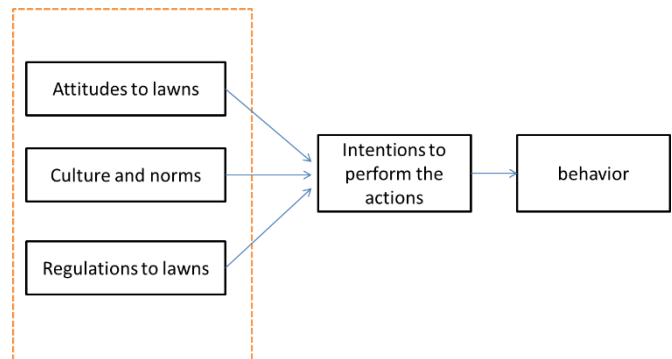 Attitudes to lawns
Culture and norms
Regulations to lawns
Intentions to
perform the
actions
behavior